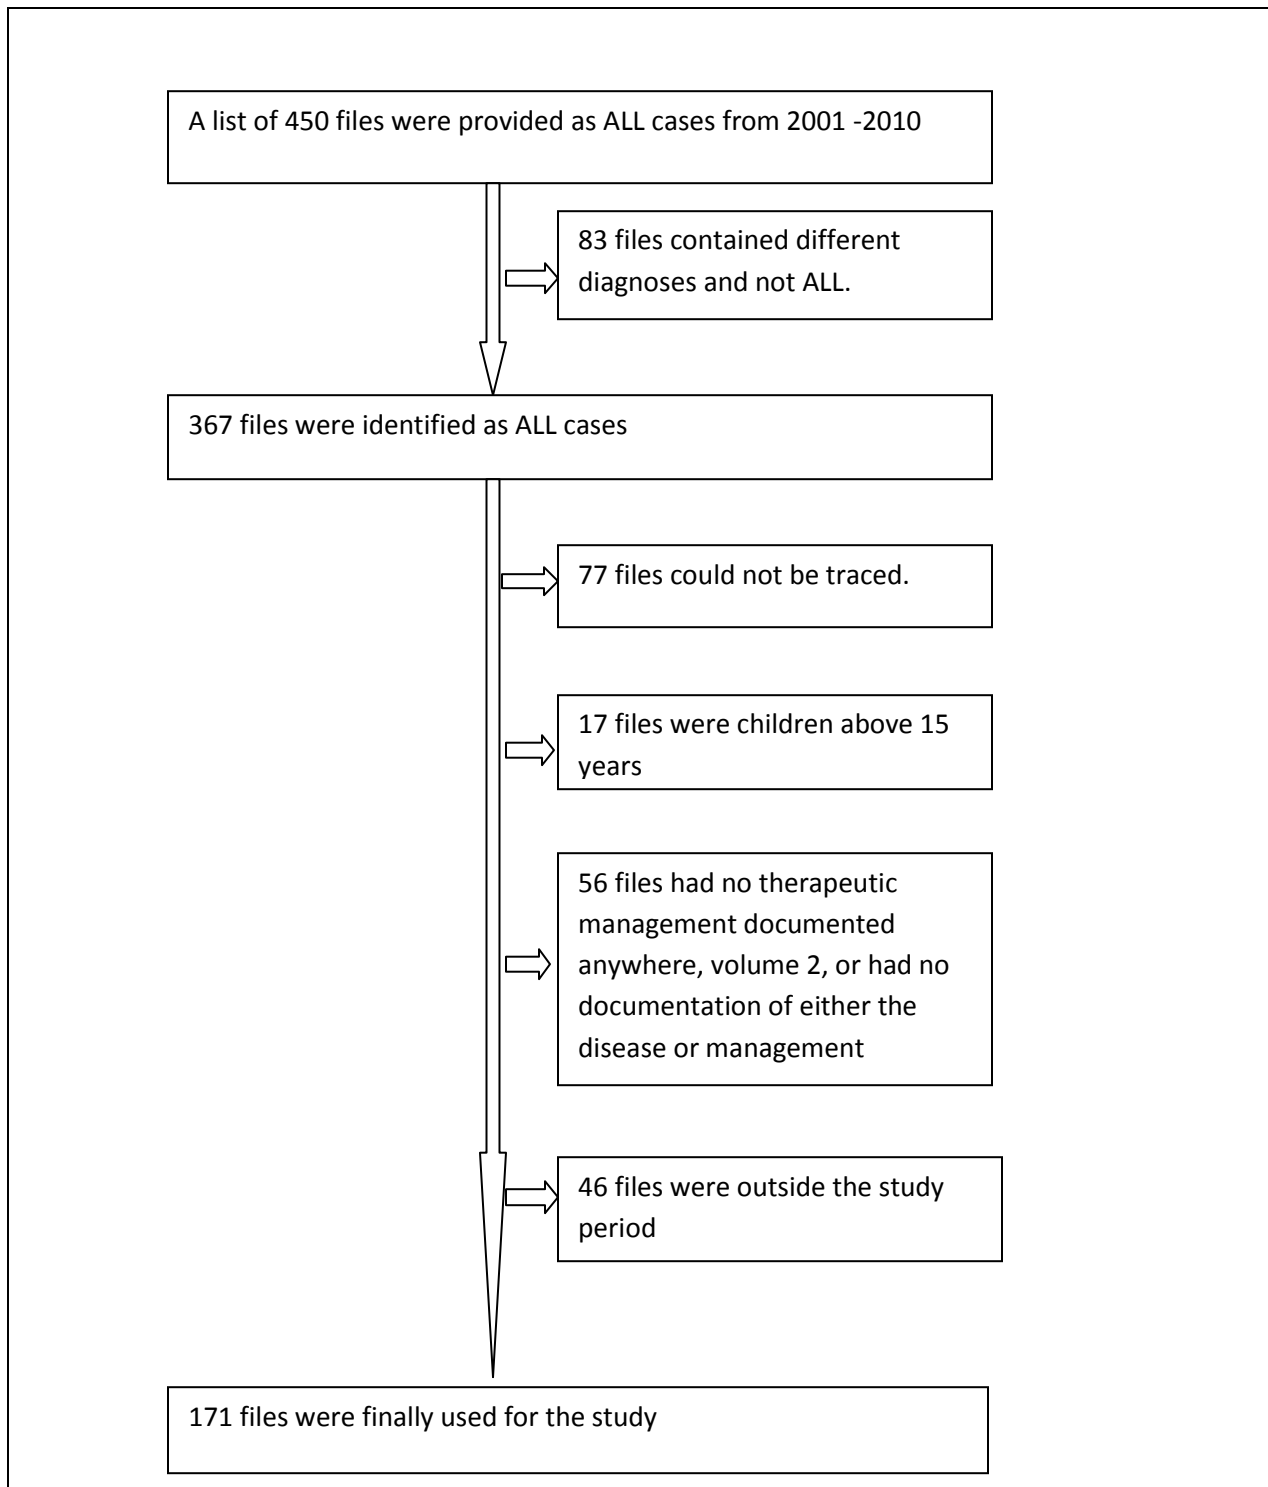 A list of 450 files were provided as ALL cases from 2001 -2010
83 files contained different
diagnoses and not ALL.
367 files were identified as ALL cases
77 files could not be traced.
17 files were children above 15
years
56 files had no therapeutic
management documented
anywhere, volume 2, or had no
documentation of either the
disease or management
46 files were outside the study
period
171 files were finally used for the study